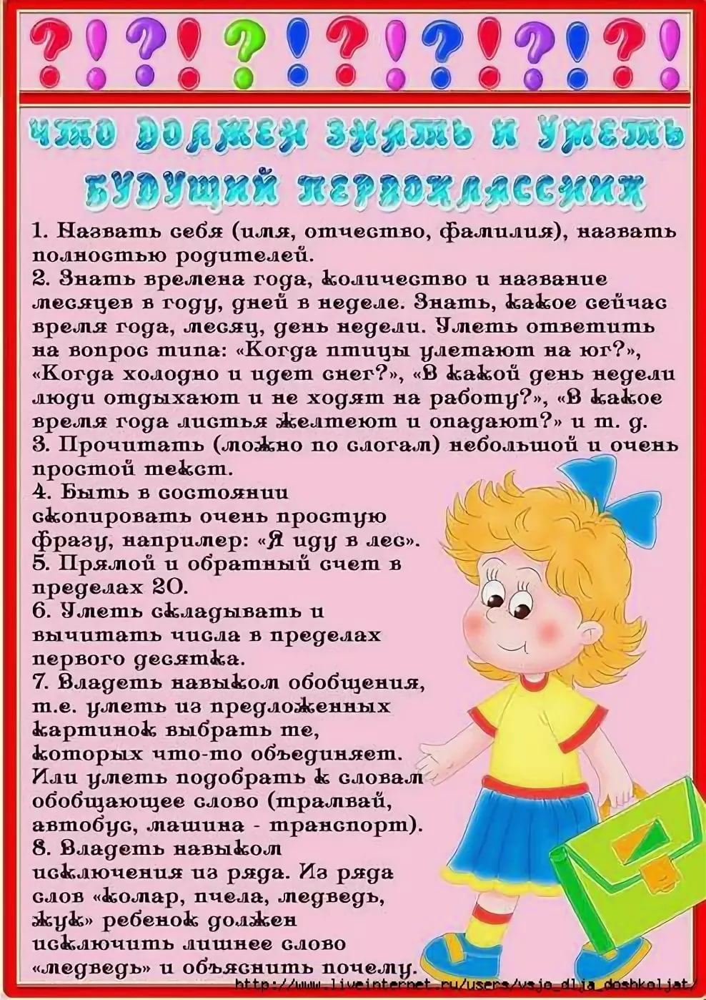 ? ! ? ! ? ! ? ! ? ! ? ! ? !
ЧТО ДОЛЖЕН ЗНАТЬ И УМЕТЬ
БУДУЩИЙ ПЕРВОКЛАССНИК
1. Назвать себя (имя, отчество, фамилия), назвать
полностью родителей.
2. Знать времена года, количество и название
месяцев в году, дней в неделе. Знать, какое сейчас
время года, месяц, день недели. Уметь ответить
на вопрос типа: «Когда птицы улетают на юг?»,
«Когда холодно и идет снег?», «В какой день недели
люди отдыхают и не ходят на работу?», «В какое
время года листья желтеют и опадают?» и т. д.
3. Прочитать (можно по слогам) небольшой и очень
простой текст.
4. Быть в состоянии
скопировать очень простую
фразу, например: «Я иду в лес».
5. Прямой и обратный счет в
пределах 20.
6. Уметь складывать и
вычитать числа в пределах
первого десятка.
7. Владеть навыком обобщения,
т.е. уметь из предложенных
картинок выбрать те,
которых что-то объединяет.
Или уметь подобрать к словам
обобщающее слово (трамвай,
автобус, машина - транспорт).
8. Владеть навыком
исключения из ряда. Из ряда
слов «комар, пчела, медведь,
жук» ребенок должен
исключить лишнее слово
«медведь» и объяснить почему.
http://www.liveinternet.ru/users/vsjo_dlja_doshkoljat/